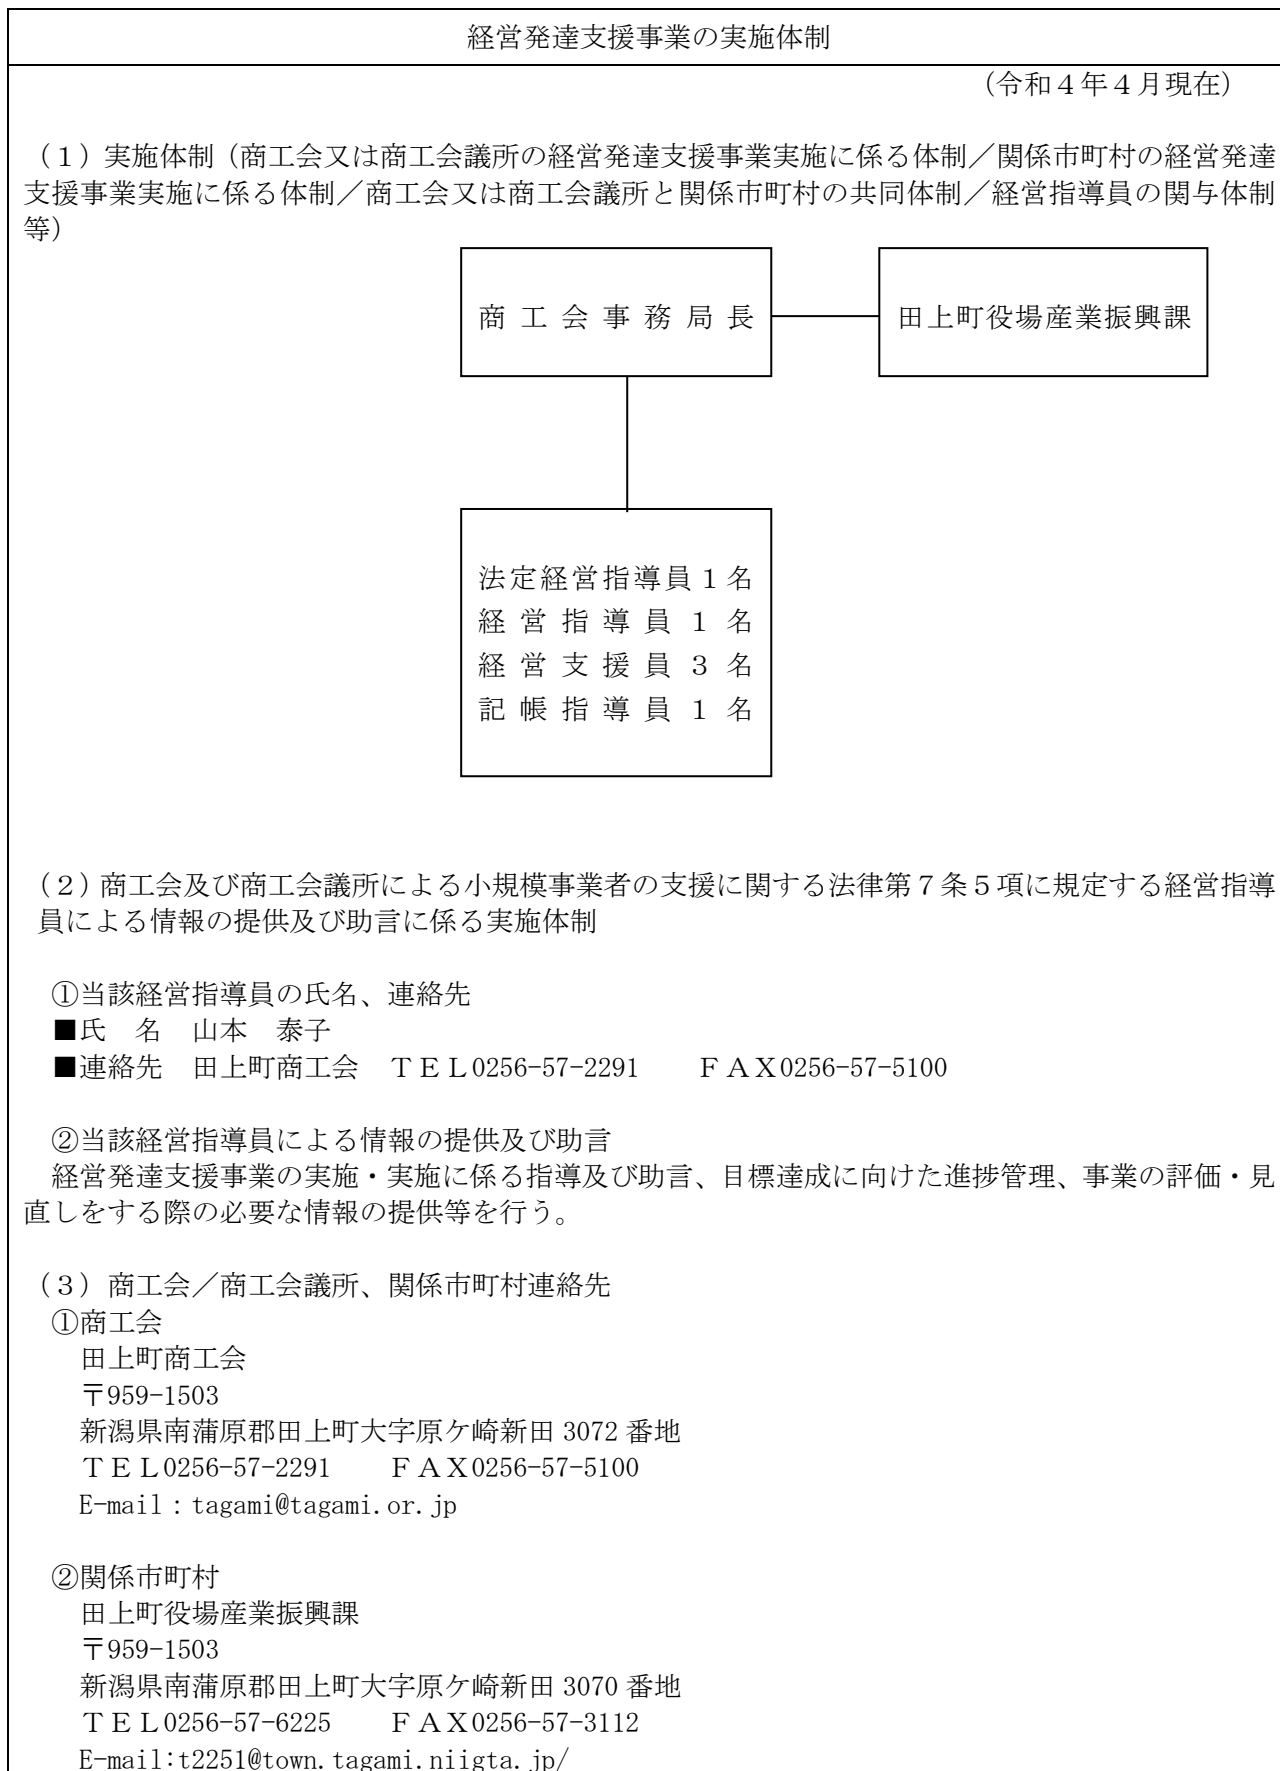 経営発達支援事業の実施体制
（令和４年４月現在）
（１）実施体制（商工会又は商工会議所の経営発達支援事業実施に係る体制／関係市町村の経営発達
支援事業実施に係る体制／商工会又は商工会議所と関係市町村の共同体制／経営指導員の関与体制
等）
商工会事務局長
田上町役場産業振興課
法定経営指導員１名
経営指導員１名
経営支援員３名
記帳指導員１名
（２）商工会及び商工会議所による小規模事業者の支援に関する法律第７条５項に規定する経営指導
員による情報の提供及び助言に係る実施体制
①当該経営指導員の氏名、連絡先
■氏　名　山本　泰子
■連絡先　田上町商工会　ＴＥＬ0256-57-2291　　ＦＡＸ0256-57-5100
②当該経営指導員による情報の提供及び助言
経営発達支援事業の実施・実施に係る指導及び助言、目標達成に向けた進捗管理、事業の評価・見
直しをする際の必要な情報の提供等を行う。
（３）商工会／商工会議所、関係市町村連絡先
①商工会
田上町商工会
〒959-1503
新潟県南蒲原郡田上町大字原ケ崎新田 3072 番地
ＴＥＬ0256-57-2291　　ＦＡＸ0256-57-5100
E-mail：tagami@tagami.or.jp
②関係市町村
田上町役場産業振興課
〒959-1503
新潟県南蒲原郡田上町大字原ケ崎新田 3070 番地
ＴＥＬ0256-57-6225　　ＦＡＸ0256-57-3112
E-mail:t2251@town.tagami.niigta.jp/